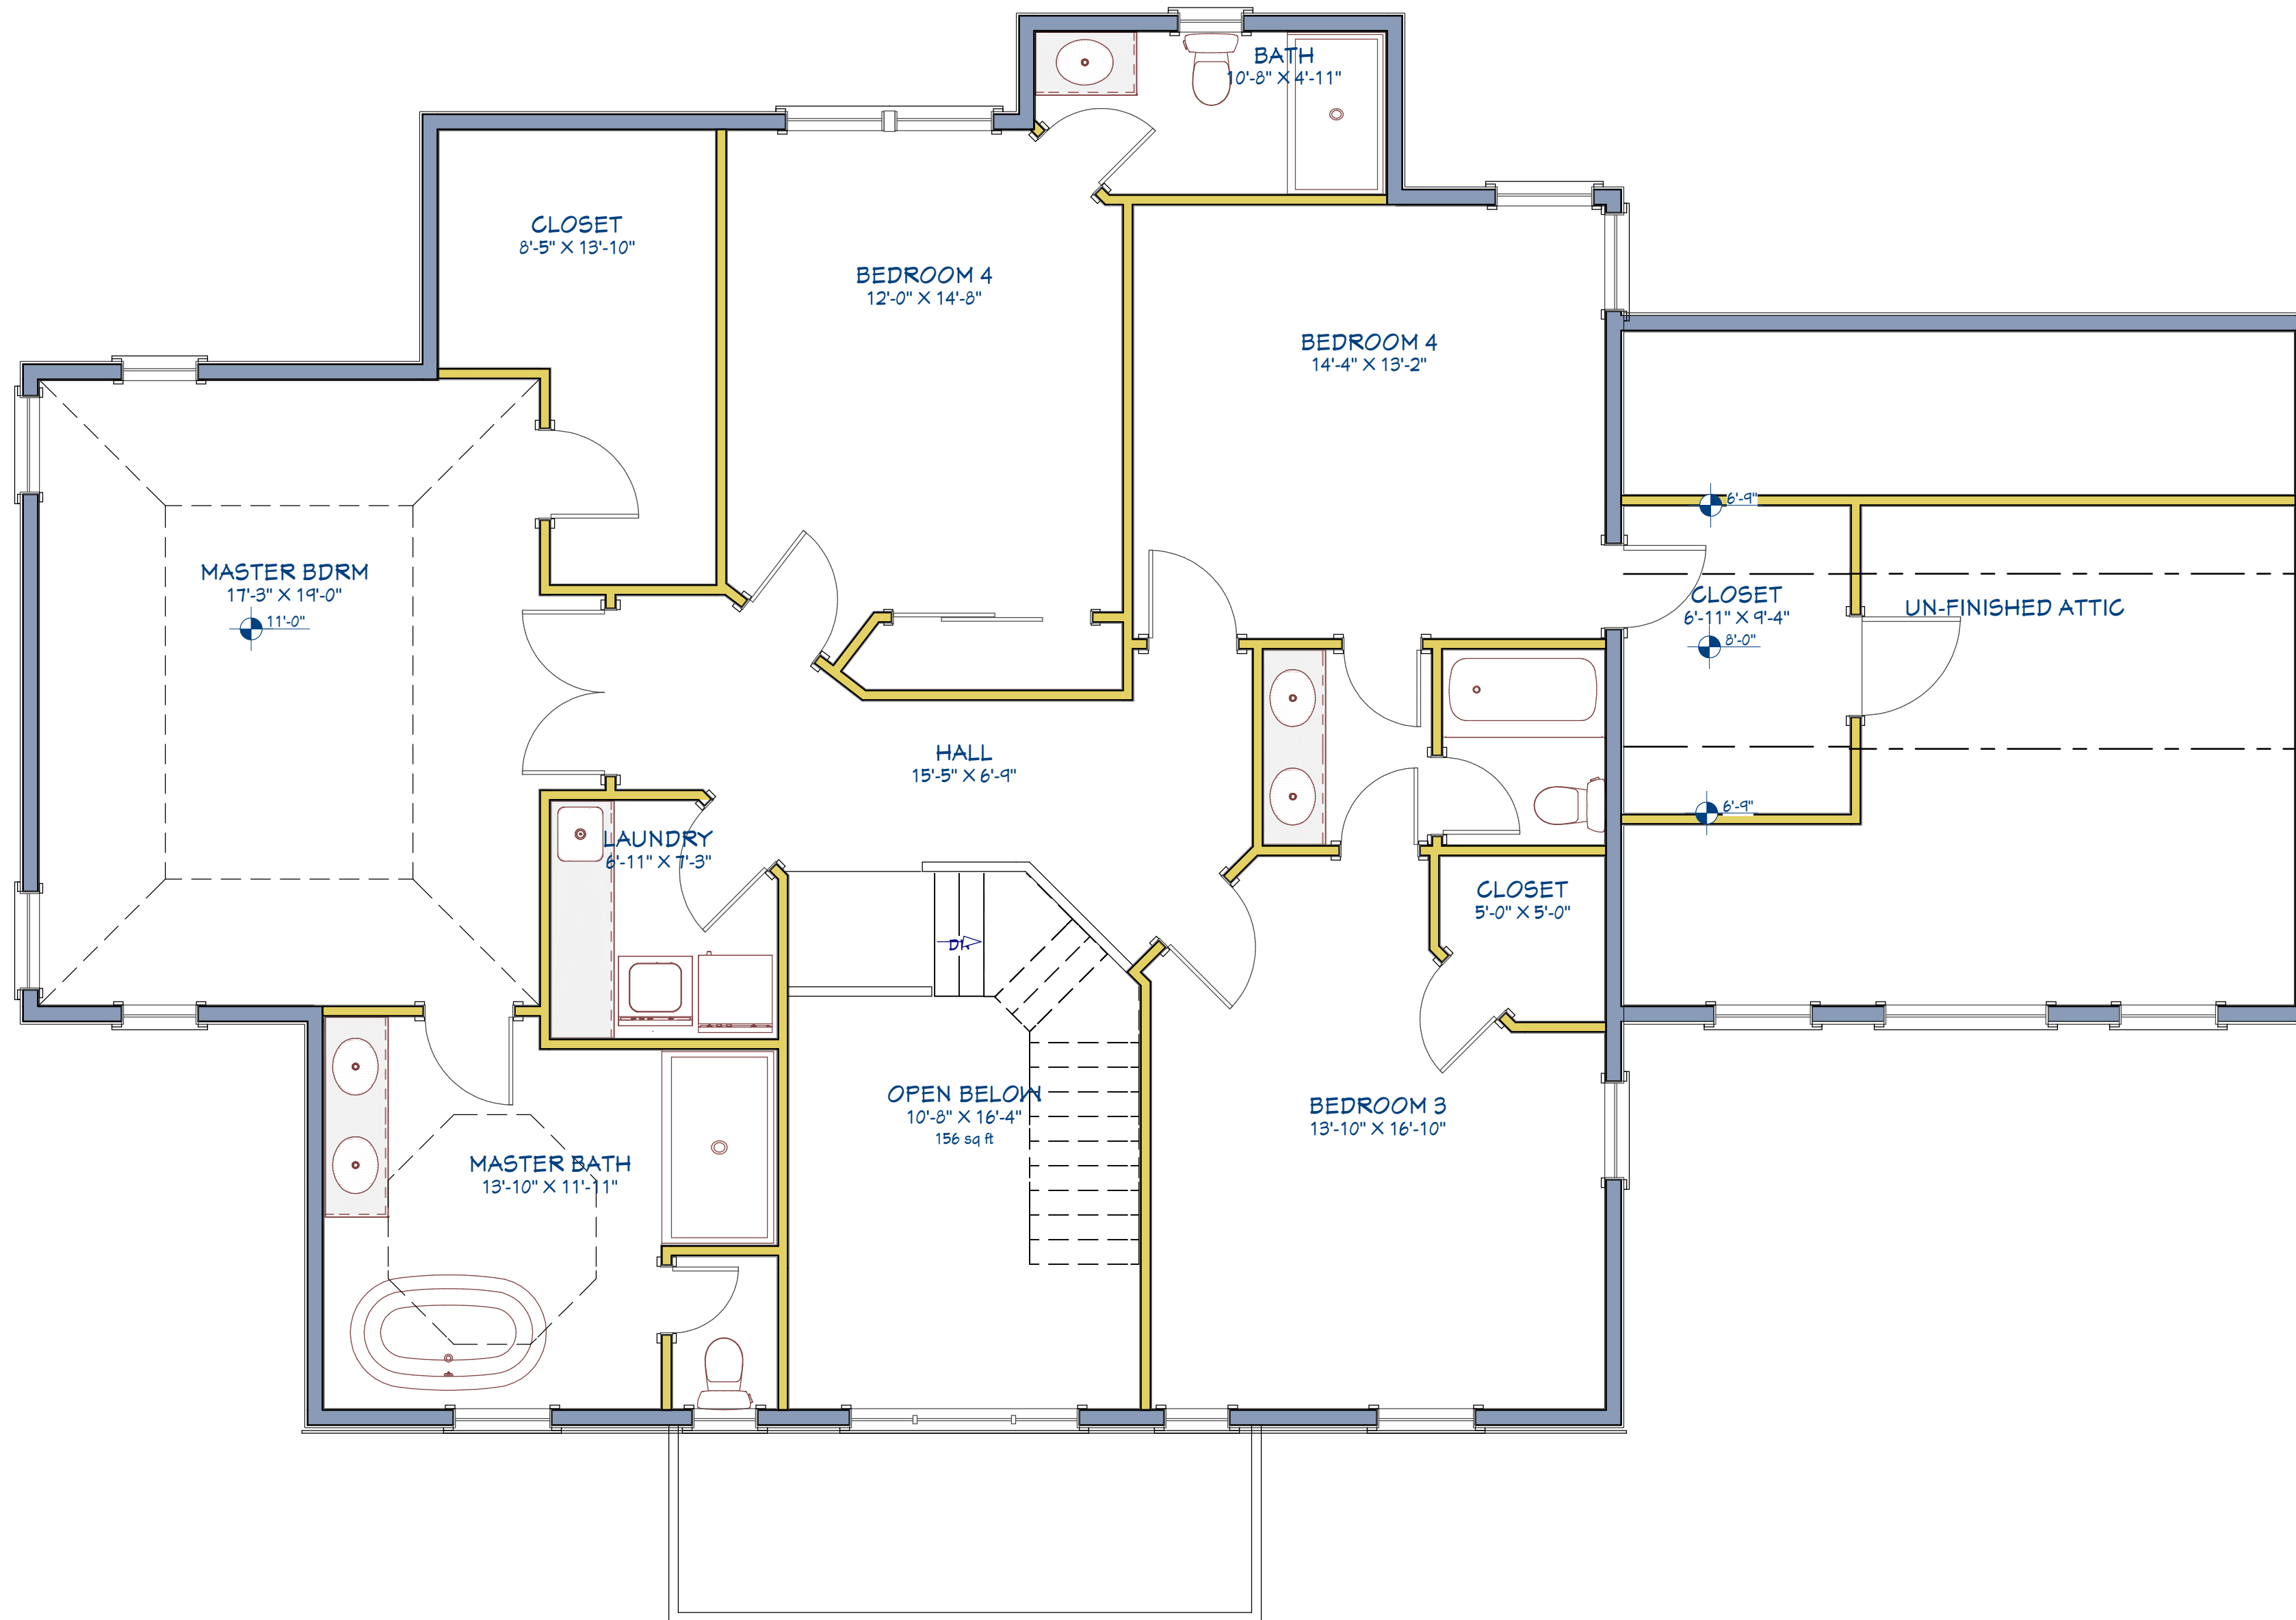 BATH
10'-8" X 4'-11"
CLOSET
8'-5" X 13'-10"
BEDROOM 4
12'-0" X 14'-8"
BEDROOM 4
14'-4" X 13'-2"
6'-9"
MASTER BDRM
17'-3" X 19'-0"
11'-0"
CLOSET
6'-11" X 9'-4"
8'-0"
UN-FINISHED ATTIC
HALL
15'-5" X 6'-9"
6'-9"
LAUNDRY
6'-11" X 7'-3"
CLOSET
5'-0" X 5'-0"
OPEN BELOW
10'-8" X 16'-4"
156 sq ft
BEDROOM 3
13'-10" X 16'-10"
MASTER BATH
13'-10" X 11'-11"